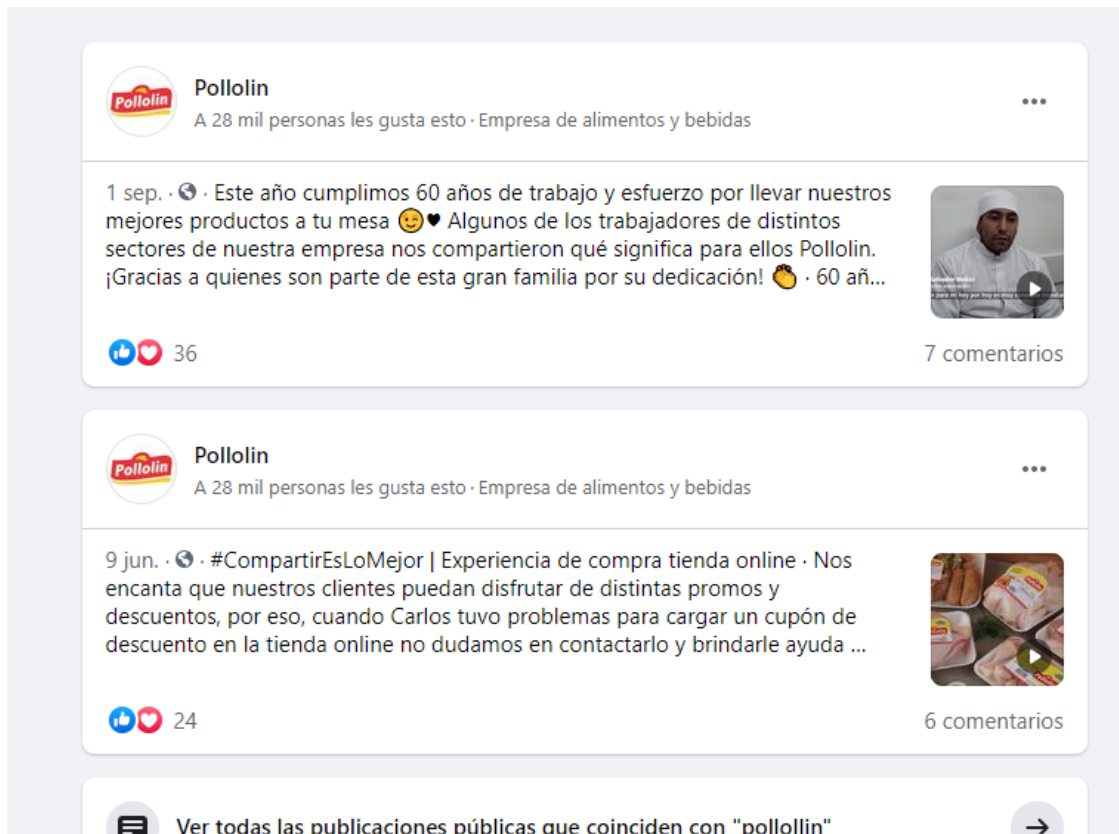 Pollolin
Pollolin
A 28 mil personas les gusta esto · Empresa de alimentos y bebidas
1 sep. · · Este año cumplimos 60 años de trabajo y esfuerzo por llevar nuestros
mejores productos a tu mesa 😉♥ Algunos de los trabajadores de distintos
sectores de nuestra empresa nos compartieron qué significa para ellos Pollolin.
¡Gracias a quienes son parte de esta gran familia por su dedicación! 👏 · 60 añ...
36
7 comentarios
Pollolin
Pollolin
A 28 mil personas les gusta esto · Empresa de alimentos y bebidas
9 jun. · · #CompartirEsLoMejor | Experiencia de compra tienda online · Nos
encanta que nuestros clientes puedan disfrutar de distintas promos y
descuentos, por eso, cuando Carlos tuvo problemas para cargar un cupón de
descuento en la tienda online no dudamos en contactarlo y brindarle ayuda ...
24
6 comentarios
Ver todas las publicaciones públicas que coinciden con "pollollin"